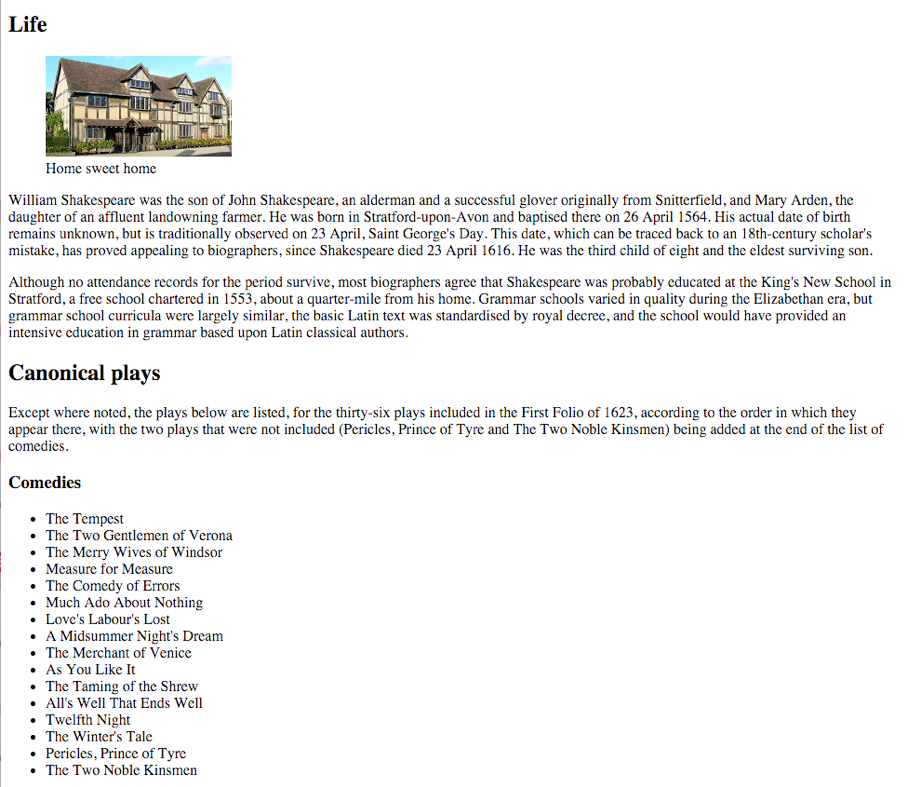 Life
Home sweet home
William Shakespeare was the son of John Shakespeare, an alderman and a successful glover originally from Snitterfield, and Mary Arden, the
daughter of an affluent landowning farmer. He was born in Stratford-upon-Avon and baptised there on 26 April 1564. His actual date of birth
remains unknown, but is traditionally observed on 23 April, Saint George's Day. This date, which can be traced back to an 18th-century scholar's
mistake, has proved appealing to biographers, since Shakespeare died 23 April 1616. He was the third child of eight and the eldest surviving son.
Although no attendance records for the period survive, most biographers agree that Shakespeare was probably educated at the King's New School in
Stratford, a free school chartered in 1553, about a quarter-mile from his home. Grammar schools varied in quality during the Elizabethan era, but
grammar school curricula were largely similar, the basic Latin text was standardised by royal decree, and the school would have provided an
intensive education in grammar based upon Latin classical authors.
Canonical plays
Except where noted, the plays below are listed, for the thirty-six plays included in the First Folio of 1623, according to the order in which they
appear there, with the two plays that were not included (Pericles, Prince of Tyre and The Two Noble Kinsmen) being added at the end of the list of
comedies.
Comedies
• The Tempest
• The Two Gentlemen of Verona
• The Merry Wives of Windsor
• Measure for Measure
• The Comedy of Errors
• Much Ado About Nothing
• Love's Labour's Lost
• A Midsummer Night's Dream
• The Merchant of Venice
• As You Like It
• The Taming of the Shrew
• All's Well That Ends Well
• Twelfth Night
• The Winter's Tale
• Pericles, Prince of Tyre
• The Two Noble Kinsmen